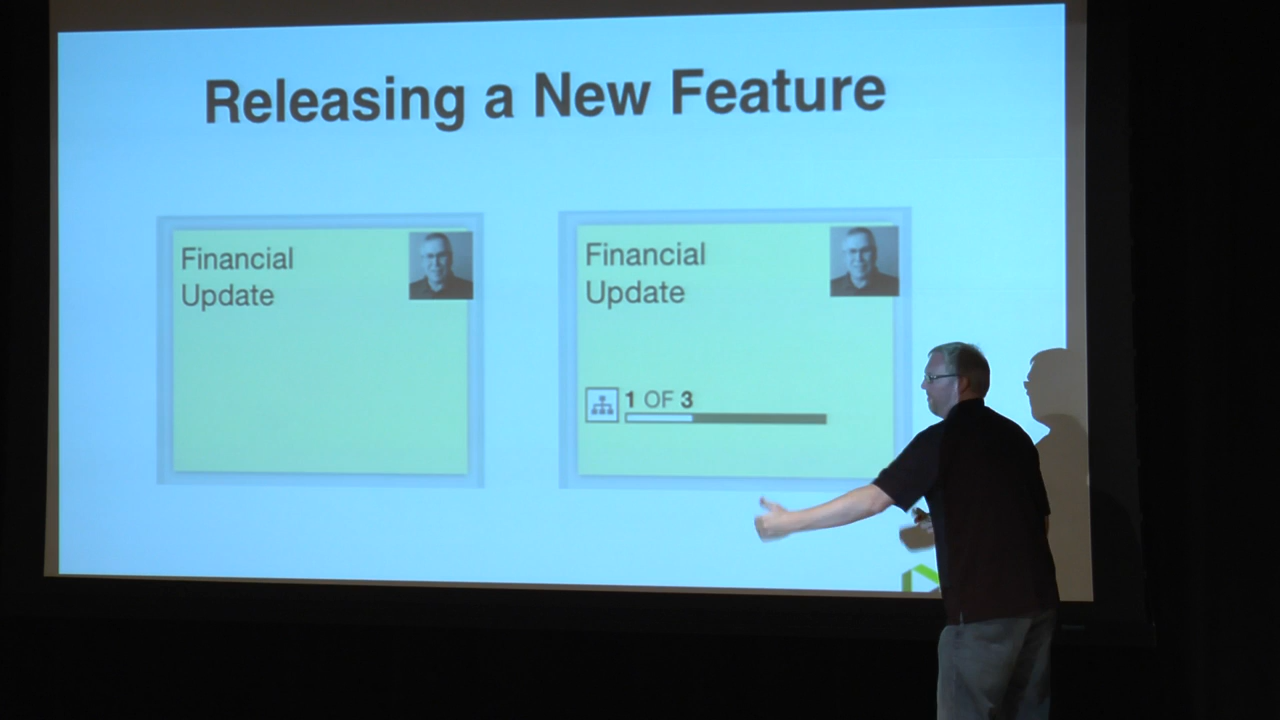 Releasing a New Feature
Financial
Update
Financial
Update
1 OF 3